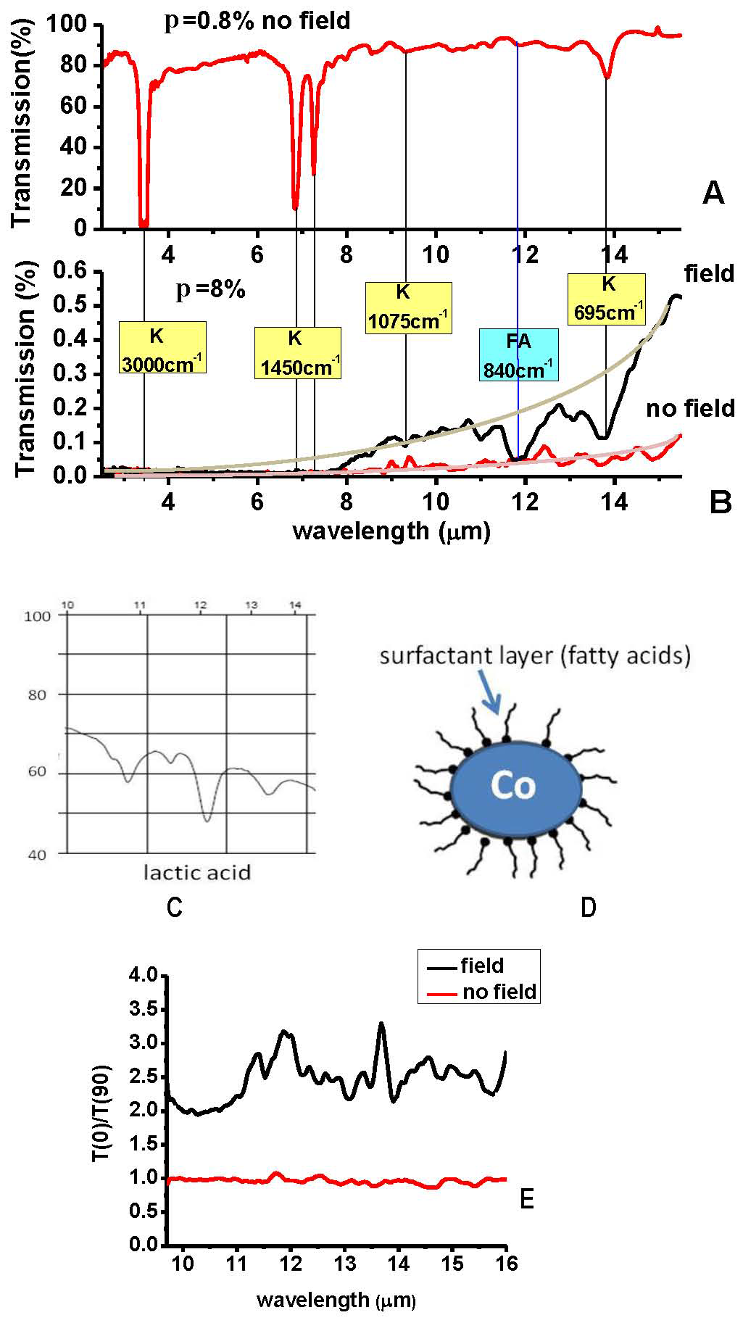 p=0.8% no field
Transmission(%)
100
80
60
40
20
0
A
4 6 8 10 12 14
p=8%
field
no field
Transmission (%)
0.6
0.5
0.4
0.3
0.2
0.1
0.0
K
3000cm-1
K
1450cm-1
K
1075cm-1
FA
840cm-1
K
695cm-1
4 6 8 10 12 14
B
wavelength (μm)
10 11 12 13 14
100
80
60
40
lactic acid
C
surfactant layer (fatty acids)
Co
D
field
no field
T(0)/T(90)
4.0
3.5
3.0
2.5
2.0
1.5
1.0
0.5
0.0
E
10 11 12 13 14 15 16
wavelength (μm)